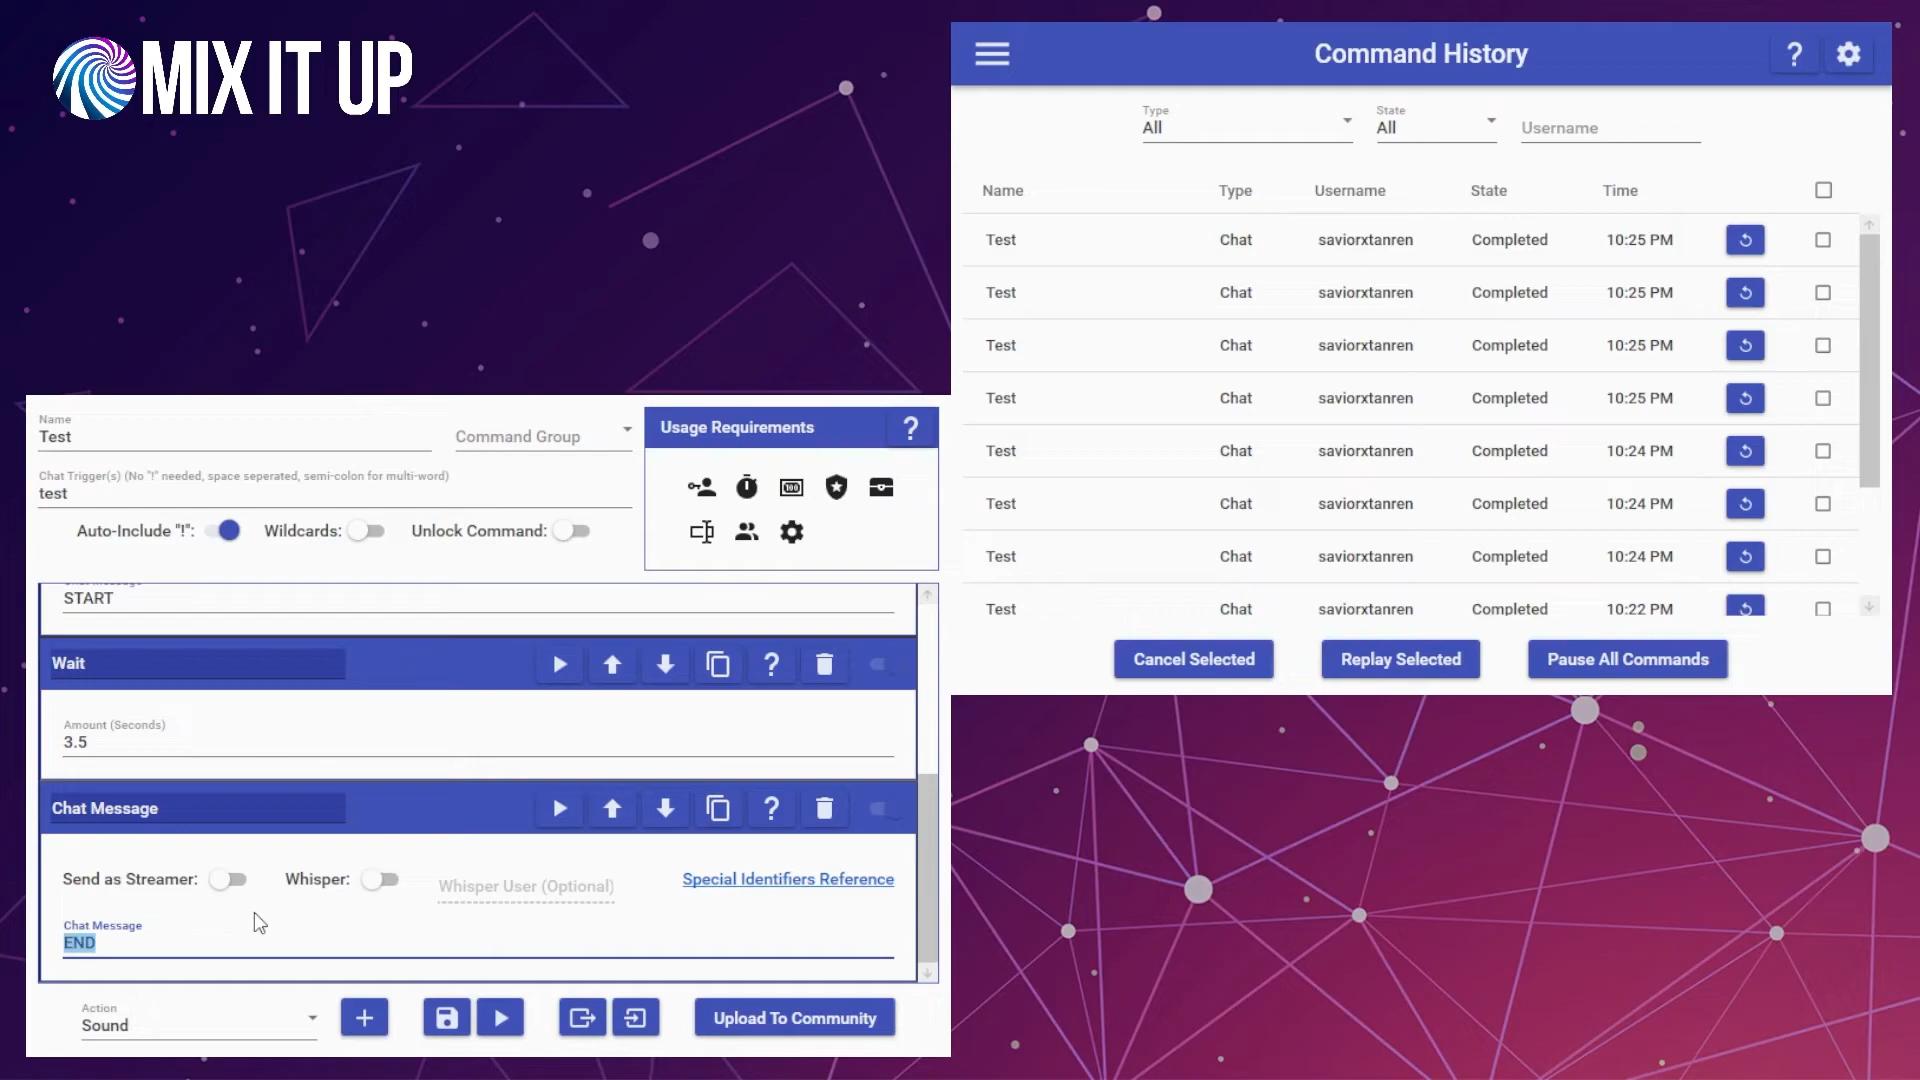 MIX IT UP
Command History
?
Type
All
State
All
Username
Name Type Username State Time
Test Chat saviorxtanren Completed 10:25 PM
Test Chat saviorxtanren Completed 10:25 PM
Test Chat saviorxtanren Completed 10:25 PM
Test Chat saviorxtanren Completed 10:25 PM
Test Chat saviorxtanren Completed 10:24 PM
Test Chat saviorxtanren Completed 10:24 PM
Test Chat saviorxtanren Completed 10:24 PM
Test Chat saviorxtanren Completed 10:22 PM
Cancel Selected Replay Selected Pause All Commands
Name
Test
Command Group
Chat Trigger(s) (No "!" needed, space seperated, semi-colon for multi-word)
test
Auto-Include "!": Wildcards: Unlock Command:
Usage Requirements ?
100
START
Wait ?
Amount (Seconds)
3.5
Chat Message ?
Send as Streamer: Whisper: Whisper User (Optional) Special Identifiers Reference
Chat Message
END
Action
Sound
Upload To Community